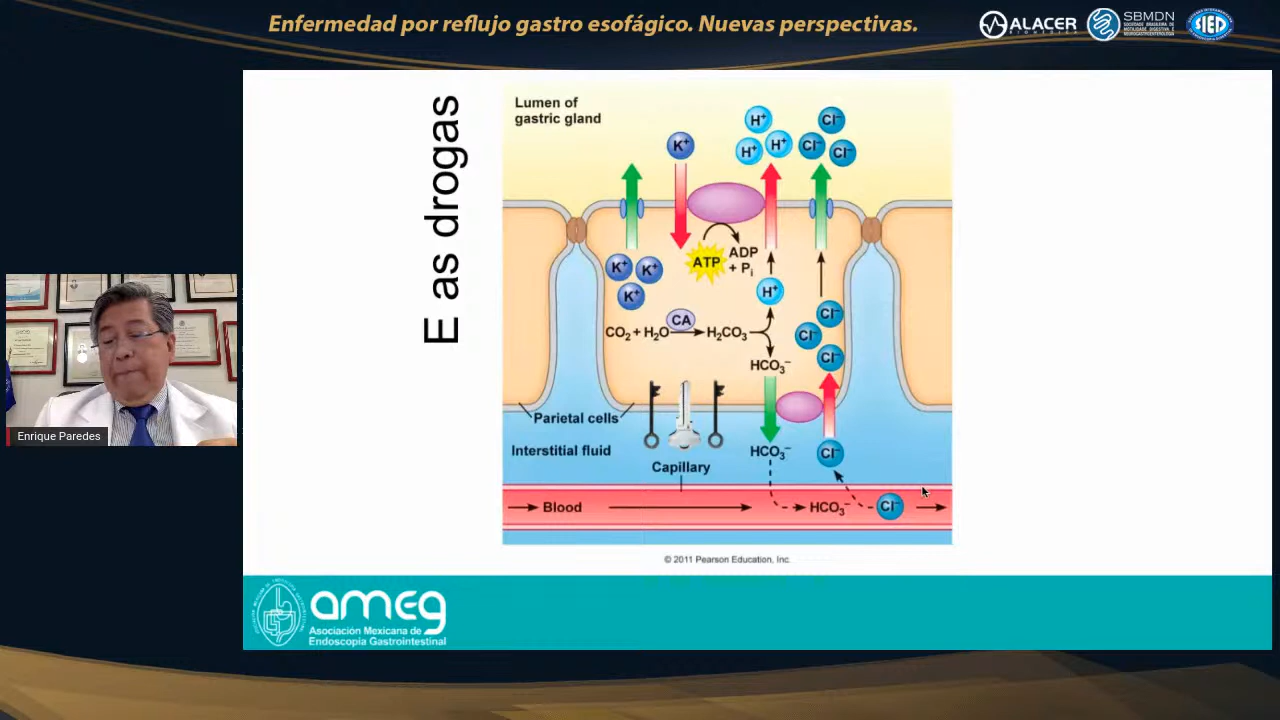 Enfermedad por reflujo gastro esofágico. Nuevas perspectivas.
ALACER
SBMDN
SIED
E as drogas
Lumen of
gastric gland
K⁺
H⁺
H⁺
H⁺
Cl⁻
Cl⁻
Cl⁻
K⁺
K⁺
K⁺
ATP
ADP
+ Pi
H⁺
CO₂ + H₂O
CA
H₂CO₃
HCO₃⁻
Cl⁻
Cl⁻
Cl⁻
Parietal cells
Interstitial fluid
Capillary
HCO₃⁻
Cl⁻
Blood
HCO₃⁻
Cl⁻
© 2011 Pearson Education, Inc.
Enrique Paredes
ameg
Asociación Mexicana de
Endoscopía Gastrointestinal